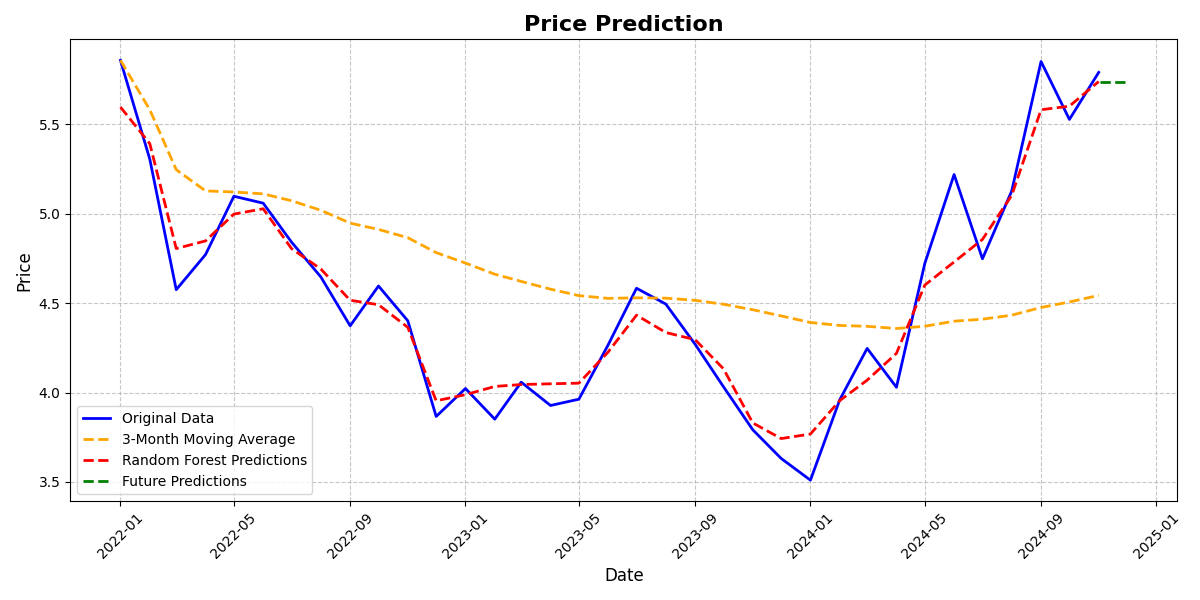 Price Prediction
Price
5.5
5.0
4.5
4.0
3.5
Original Data
3-Month Moving Average
Random Forest Predictions
Future Predictions
2022-01
2022-05
2022-09
2023-01
2023-05
2023-09
2024-01
2024-05
2024-09
2025-01
Date